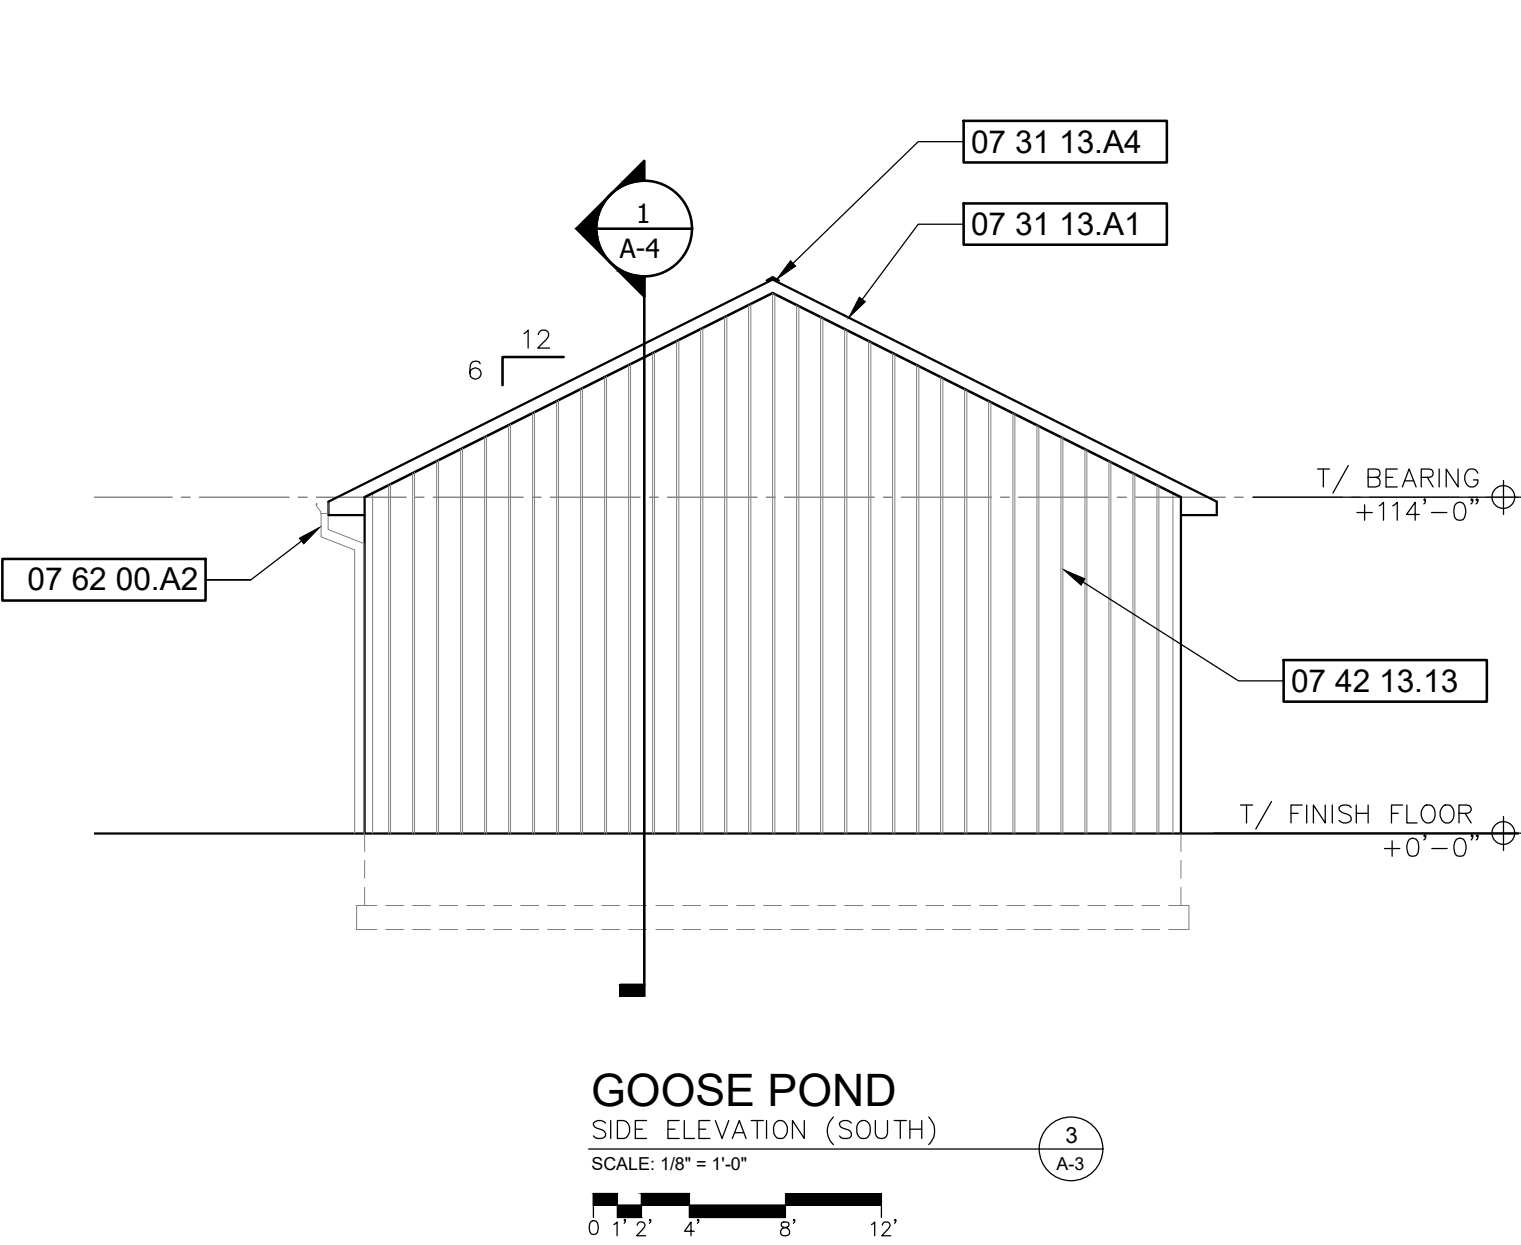 07 31 13.A4
1
A-4
07 31 13.A1
12
6
T/ BEARING
+114'-0"
07 62 00.A2
07 42 13.13
T/ FINISH FLOOR
+0'-0"
GOOSE POND
SIDE ELEVATION (SOUTH)
3
A-3
SCALE: 1/8" = 1'-0"
0 1' 2' 4' 8' 12'